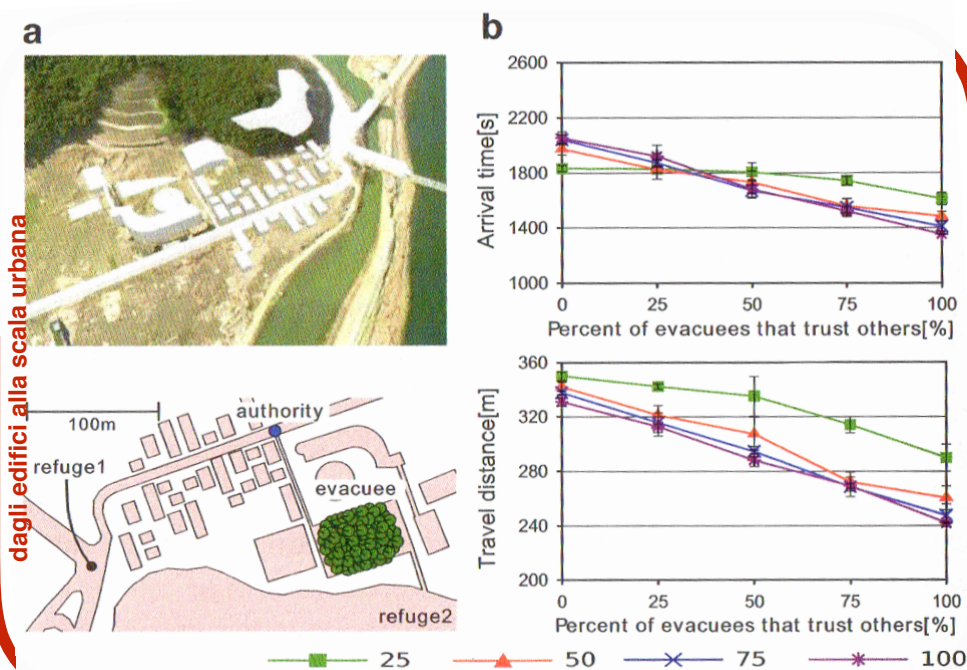 a
dagli edifici alla scala urbana
100m
authority
refuge1
evacuee
refuge2
b
2600
2200
1800
1400
1000
Arrival time[s]
0 25 50 75 100
Percent of evacuees that trust others[%]
360
320
280
240
200
Travel distance[m]
0 25 50 75 100
Percent of evacuees that trust others[%]
25 50 75 100